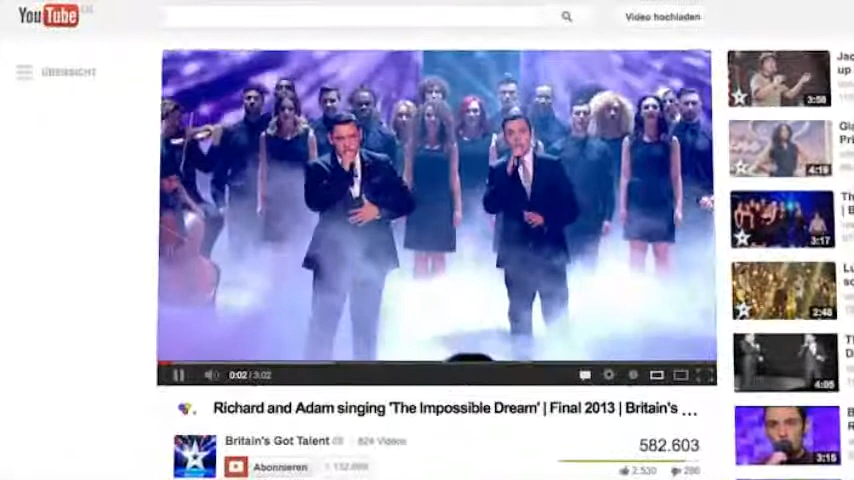 YouTube
Video hochladen
ÜBERSICHT
3:58
4:19
3:17
2:48
4:05
3:15
0:02 / 3:02
Richard and Adam singing 'The Impossible Dream' | Final 2013 | Britain's ...
Britain's Got Talent
824 Videos
Abonnieren
582.603
2.530
286